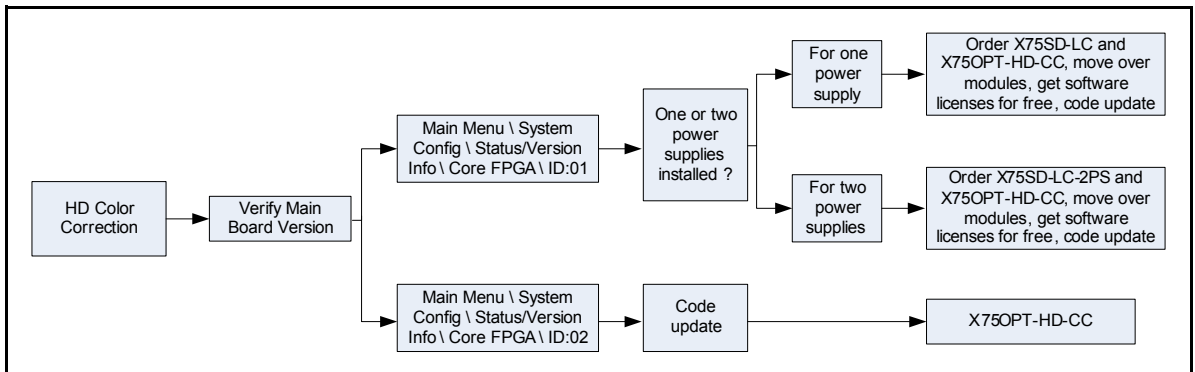 HD Color
Correction
Verify Main
Board Version
Main Menu \ System
Config \ Status/Version
Info \ Core FPGA \ ID:01
One or two
power
supplies
installed ?
For one
power
supply
Order X75SD-LC and
X75OPT-HD-CC, move over
modules, get software
licenses for free, code update
For two
power
supplies
Order X75SD-LC-2PS and
X75OPT-HD-CC, move over
modules, get software
licenses for free, code update
Main Menu \ System
Config \ Status/Version
Info \ Core FPGA \ ID:02
Code
update
X75OPT-HD-CC